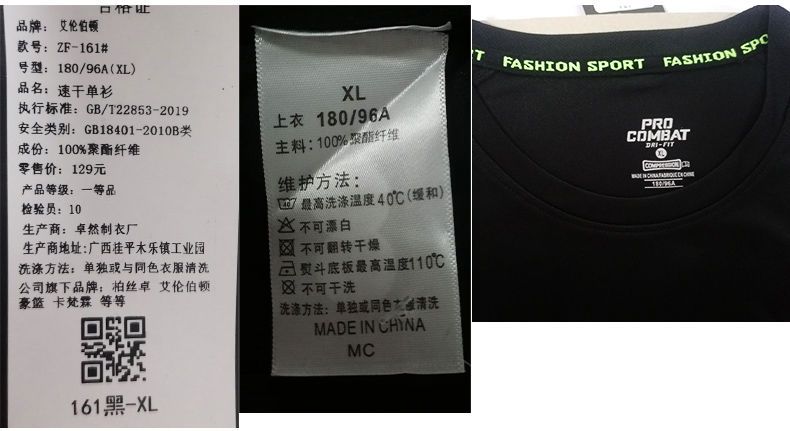 合格证
品牌：艾伦伯顿
款号：ZF-161#
号型：180/96A(XL)
品名：速干单衫
执行标准：GB/T22853-2019
安全类别：GB18401-2010B类
成份：100%聚酯纤维
零售价：129元
产品等级：一等品
检验员：10
生产商：卓然制衣厂
生产商地址:广西桂平木乐镇工业园
洗涤方法：单独或与同色衣服清洗
公司旗下品牌：柏丝卓 艾伦伯顿
豪篮 卡梵霖 等等
161黑-XL
XL
上衣 180/96A
主料：100%聚酯纤维
维护方法：
40 最高洗涤温度40℃(缓和)
不可漂白
不可翻转干燥
熨斗底板最高温度110℃
不可干洗
洗涤方法：单独或同色衣服清洗
MADE IN CHINA
MC
FASHION SPORT FASHION SPO
PRO
COMBAT
DRI-FIT
XL
COMPRESSION
MADE IN CHINA/FABRIQUE EN CHINE
180/96A